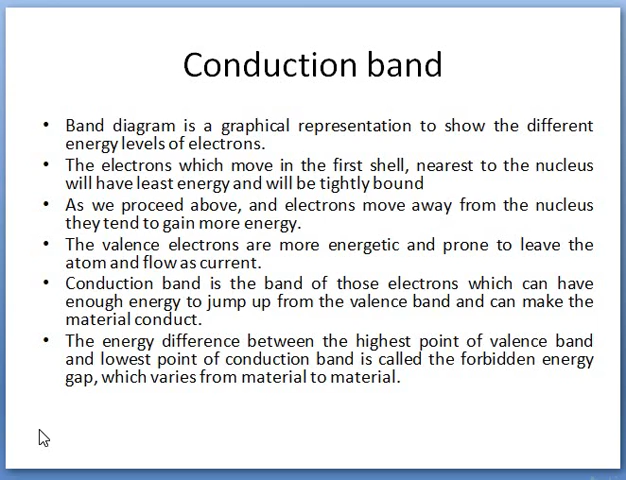 Conduction band
• Band diagram is a graphical representation to show the different
energy levels of electrons.
• The electrons which move in the first shell, nearest to the nucleus
will have least energy and will be tightly bound
• As we proceed above, and electrons move away from the nucleus
they tend to gain more energy.
• The valence electrons are more energetic and prone to leave the
atom and flow as current.
• Conduction band is the band of those electrons which can have
enough energy to jump up from the valence band and can make the
material conduct.
• The energy difference between the highest point of valence band
and lowest point of conduction band is called the forbidden energy
gap, which varies from material to material.